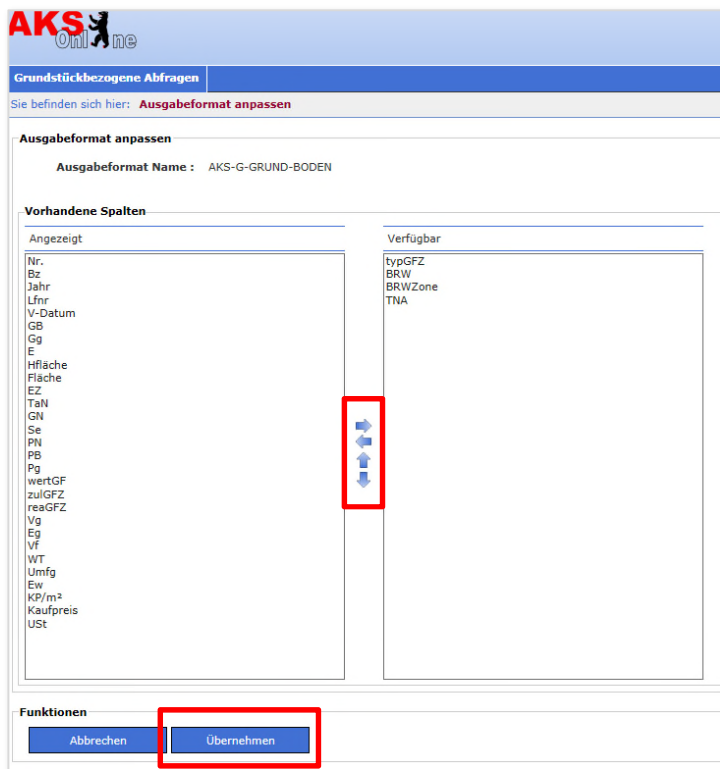 AKS
Online
Grundstückbezogene Abfragen
Sie befinden sich hier: Ausgabeformat anpassen
Ausgabeformat anpassen
Ausgabeformat Name : AKS-G-GRUND-BODEN
Vorhandene Spalten
Angezeigt
Nr.
Bz
Jahr
Lfnr
V-Datum
GB
Gg
E
Hfläche
Fläche
EZ
TaN
GN
Se
PN
PB
Pg
wertGF
zulGFZ
reaGFZ
Vg
Eg
Vf
WT
Umfg
Ew
KP/m²
Kaufpreis
USt
Verfügbar
typGFZ
BRW
BRWZone
TNA
Funktionen
Abbrechen
Übernehmen